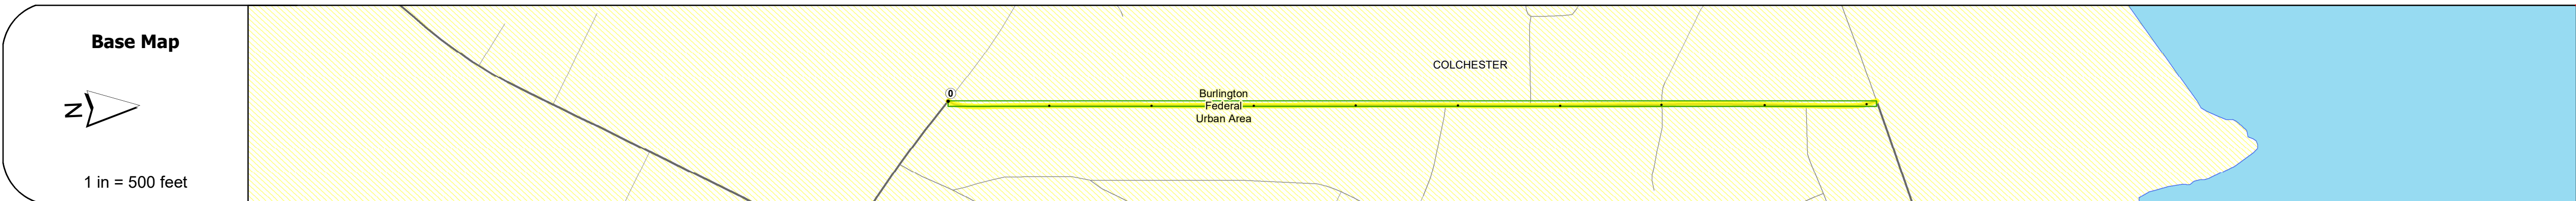 Base Map
N
1 in = 500 feet
0
COLCHESTER
Burlington
Federal
Urban Area